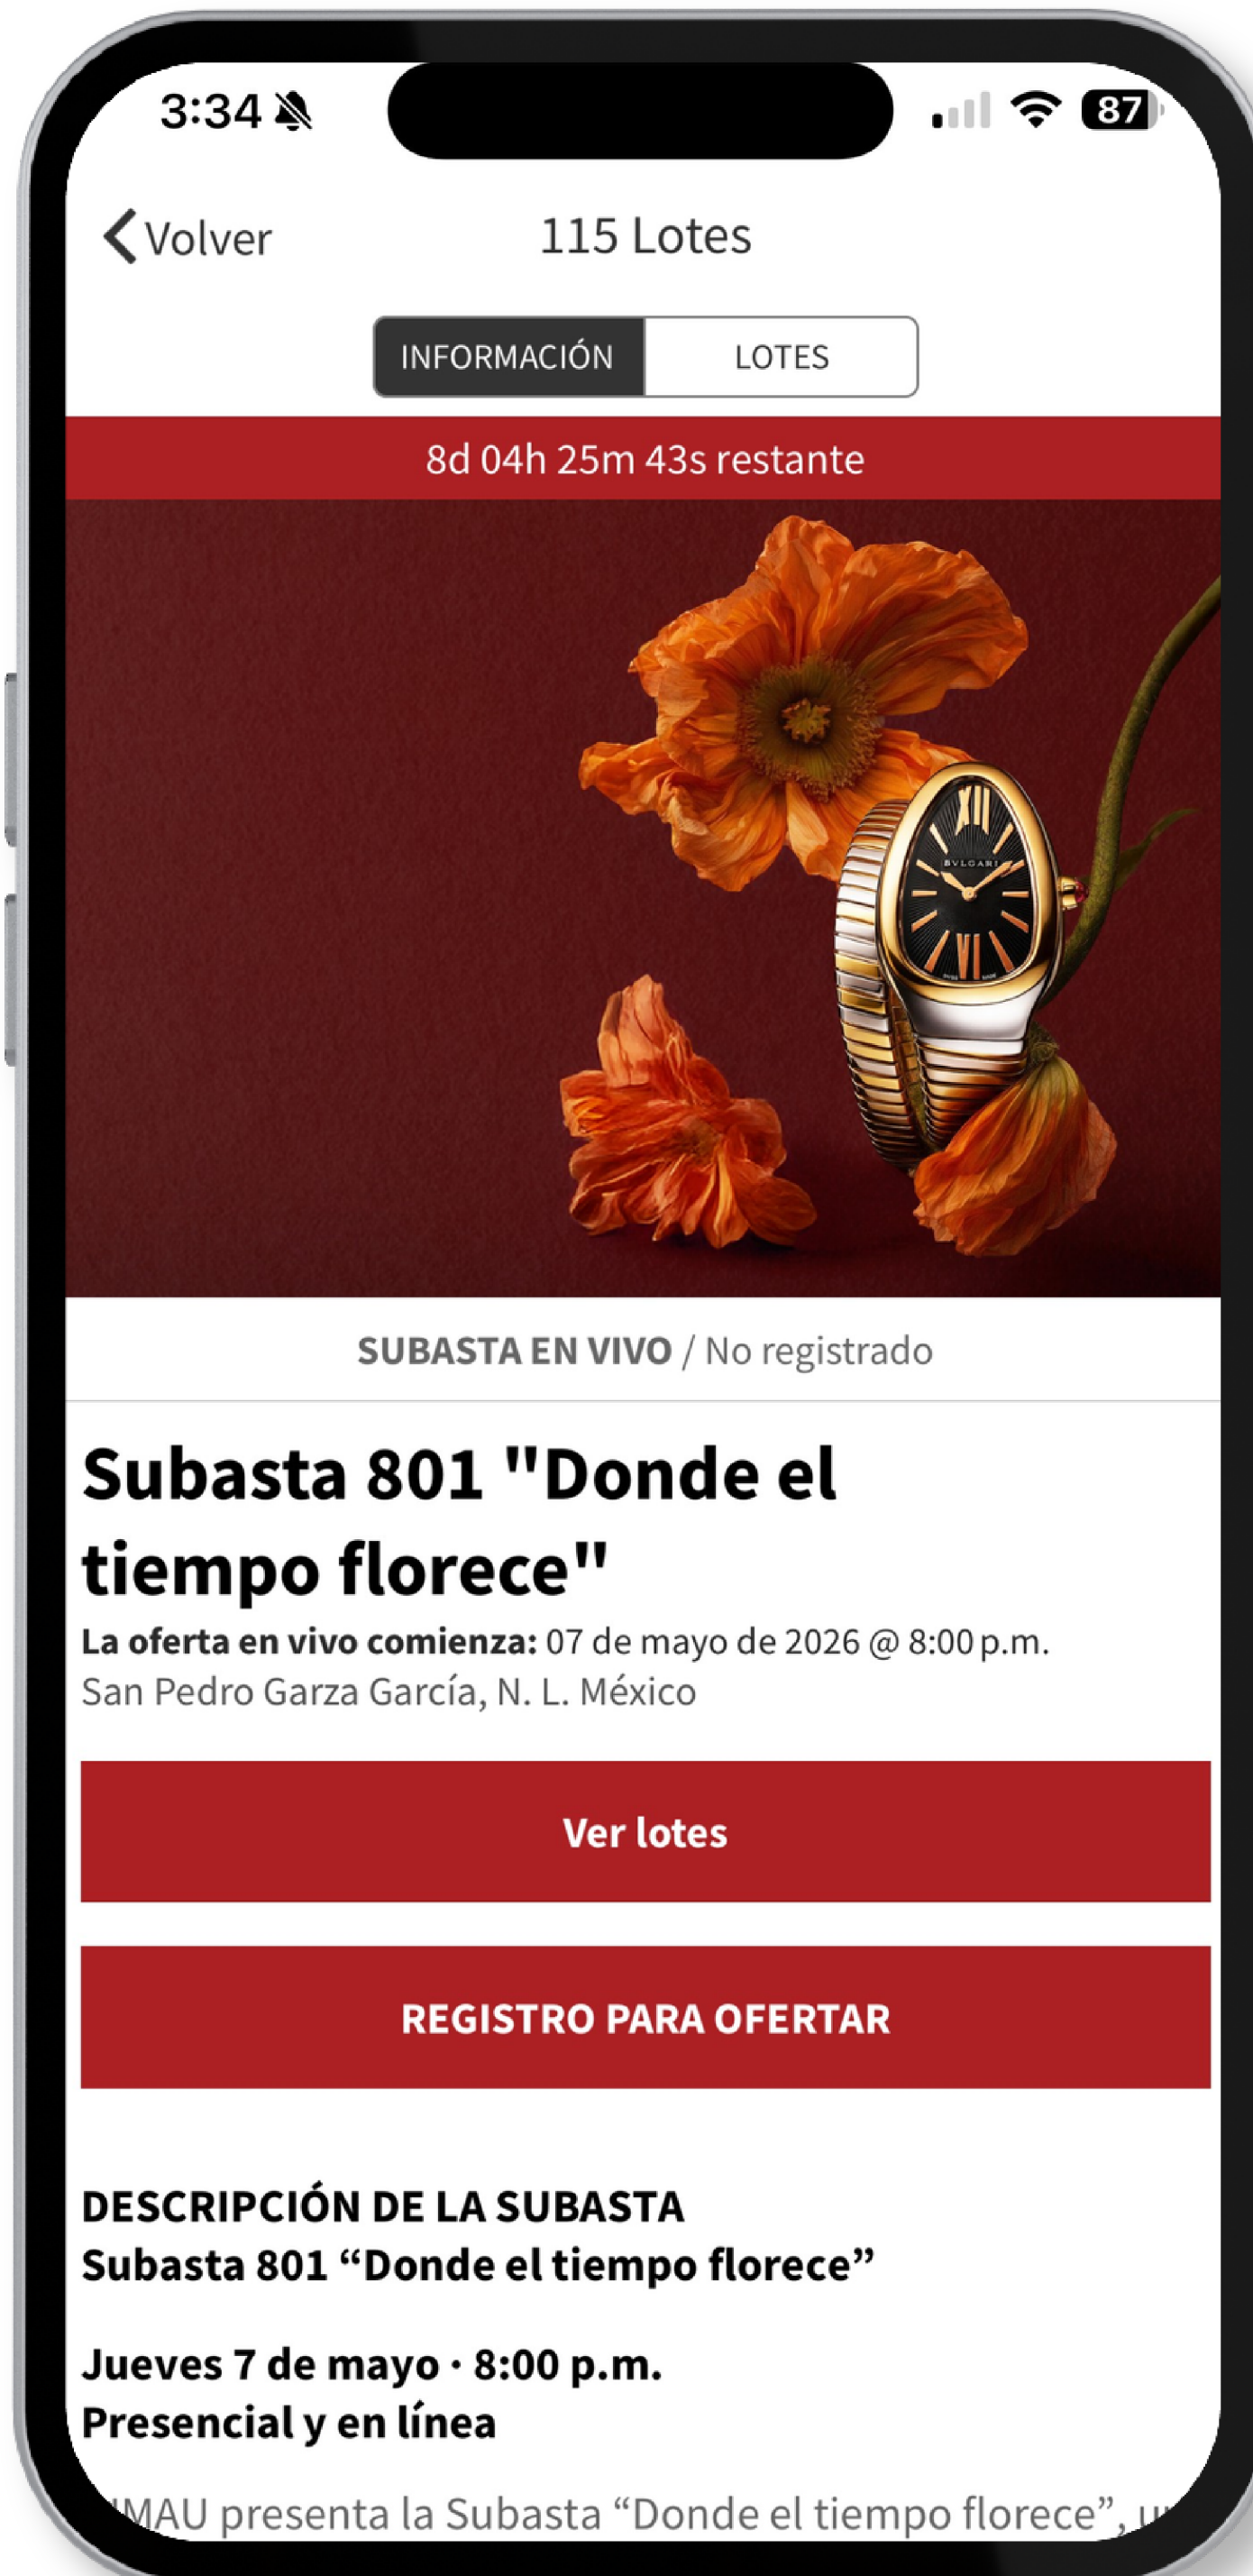 3:34
87
Volver
115 Lotes
INFORMACIÓN
LOTES
8d 04h 25m 43s restante
XII
BVLGARI
VI
SUBASTA EN VIVO / No registrado
Subasta 801 "Donde el
tiempo florece"
La oferta en vivo comienza: 07 de mayo de 2026 @ 8:00 p.m.
San Pedro Garza García, N. L. México
Ver lotes
REGISTRO PARA OFERTAR
DESCRIPCIÓN DE LA SUBASTA
Subasta 801 “Donde el tiempo florece”
Jueves 7 de mayo · 8:00 p.m.
Presencial y en línea
presenta la Subasta “Donde el tiempo florece”,